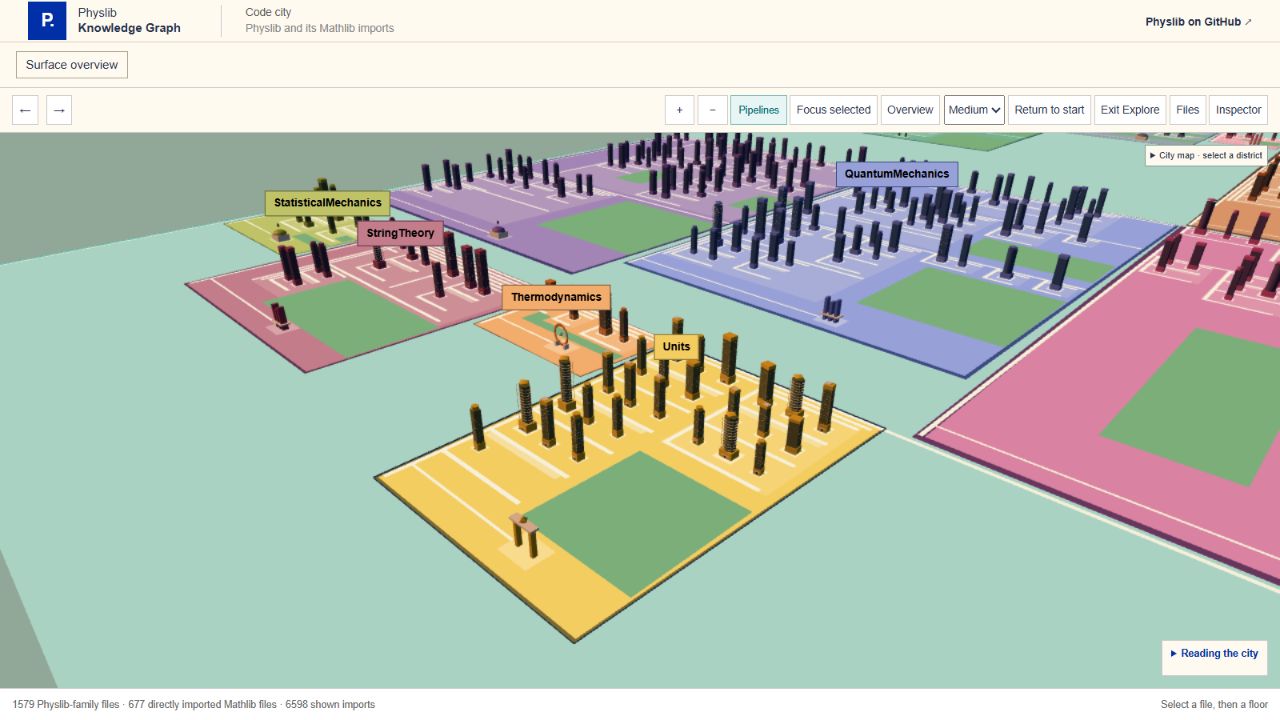 P.
Physlib
Knowledge Graph
Code city
Physlib and its Mathlib imports
Physlib on GitHub ↗
Surface overview
← →
+ − Pipelines Focus selected Overview Medium Return to start Exit Explore Files Inspector
▶ City map · select a district
QuantumMechanics
StatisticalMechanics
StringTheory
Thermodynamics
Units
▶ Reading the city
1579 Physlib-family files · 677 directly imported Mathlib files · 6598 shown imports
Select a file, then a floor